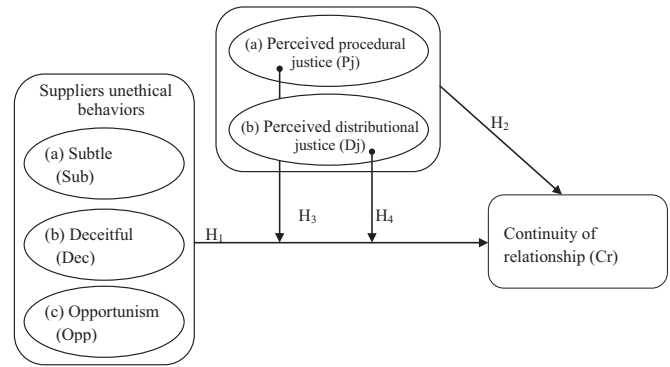 (a) Perceived procedural
justice (Pj)
(b) Perceived distributional
justice (Dj)
Suppliers unethical
behaviors
(a) Subtle
(Sub)
(b) Deceitful
(Dec)
(c) Opportunism
(Opp)
H1
H3
H4
H2
Continuity of
relationship (Cr)